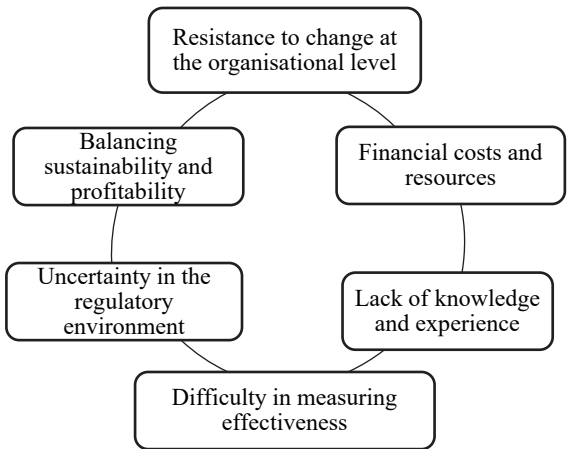 Resistance to change at
the organisational level
Financial costs and
resources
Lack of knowledge
and experience
Difficulty in measuring
effectiveness
Uncertainty in the
regulatory
environment
Balancing
sustainability and
profitability